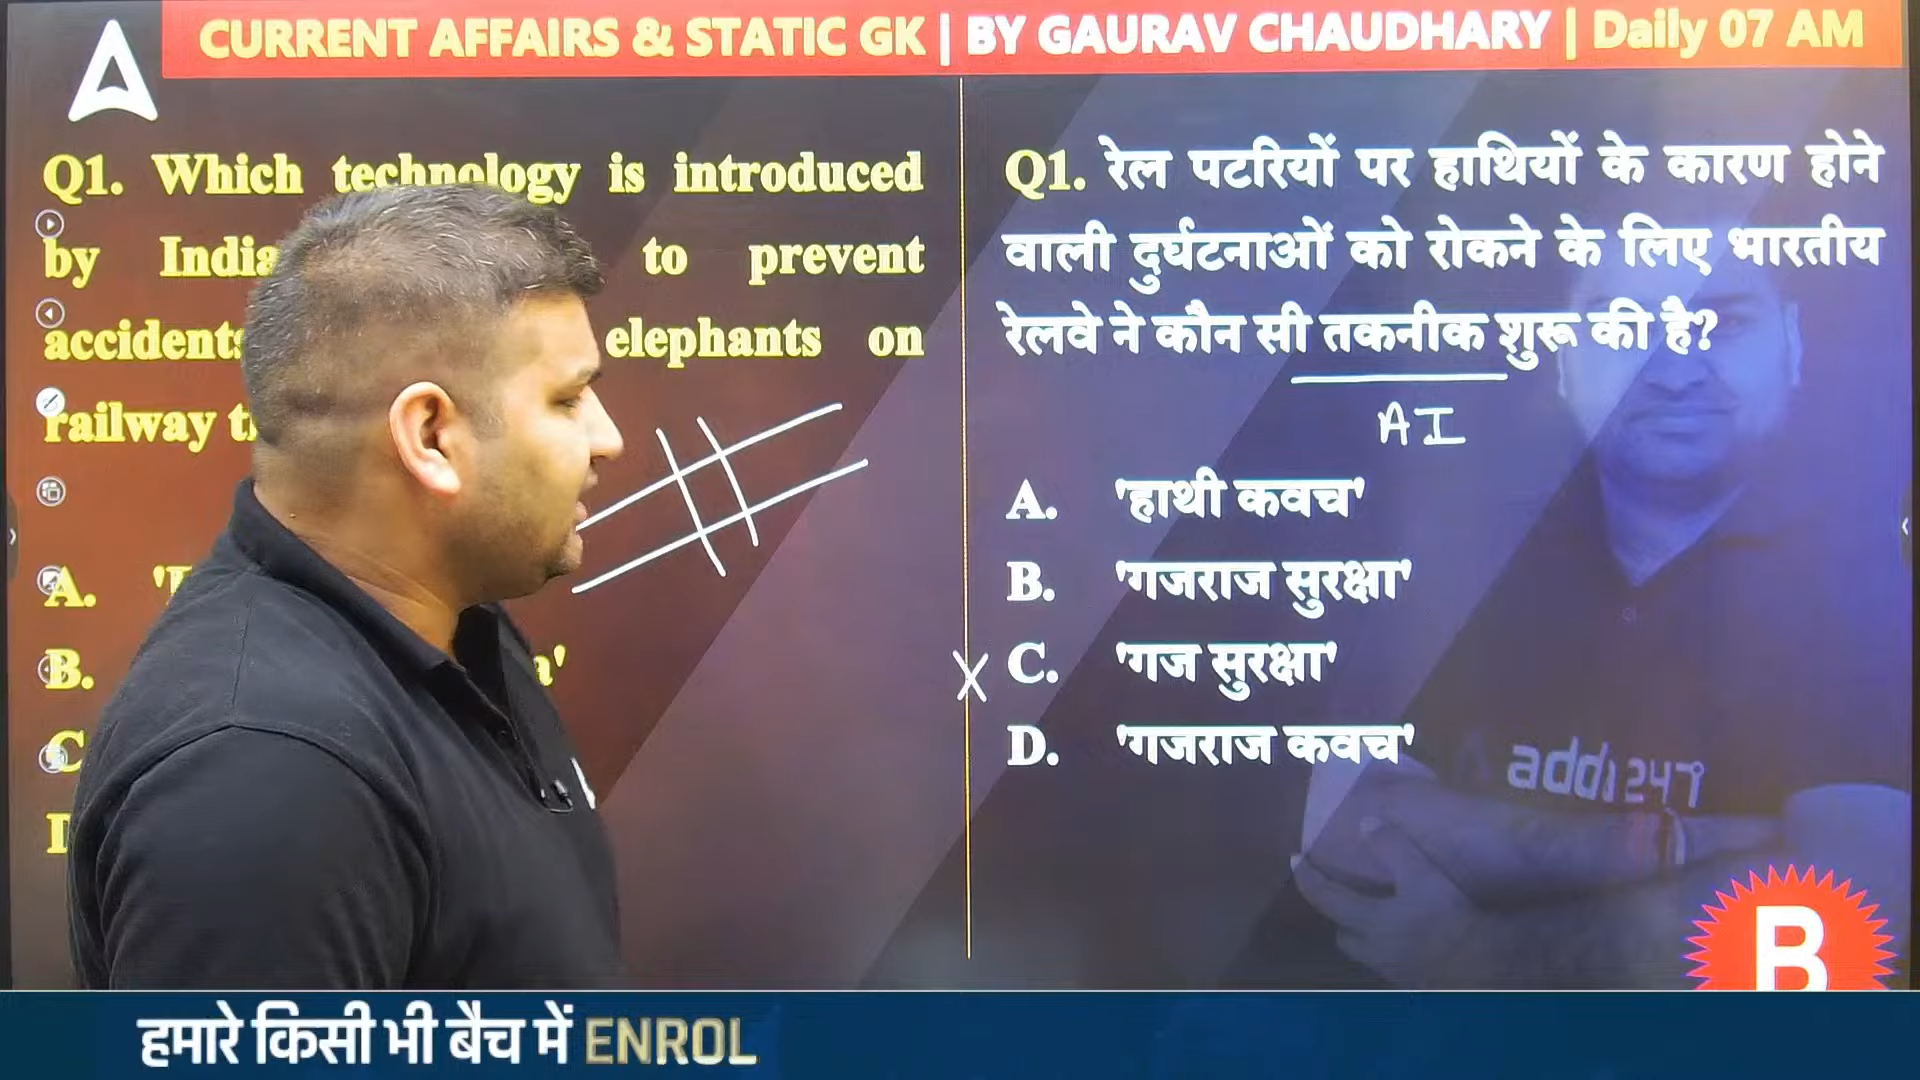 CURRENT AFFAIRS & STATIC GK | BY GAURAV CHAUDHARY | Daily 07 AM
Q1. Which technology is introduced
by to prevent
elephants on
railway
A.
B.
C
Q1. रेल पटरियों पर हाथियों के कारण होने
वाली दुर्घटनाओं को रोकने के लिए भारतीय
रेलवे ने कौन सी तकनीक शुरू की है?
AI
A. 'हाथी कवच'
B. 'गजराज सुरक्षा'
X C. 'गज सुरक्षा'
D. 'गजराज कवच'
adda247
B
हमारे किसी भी बैच में ENROL